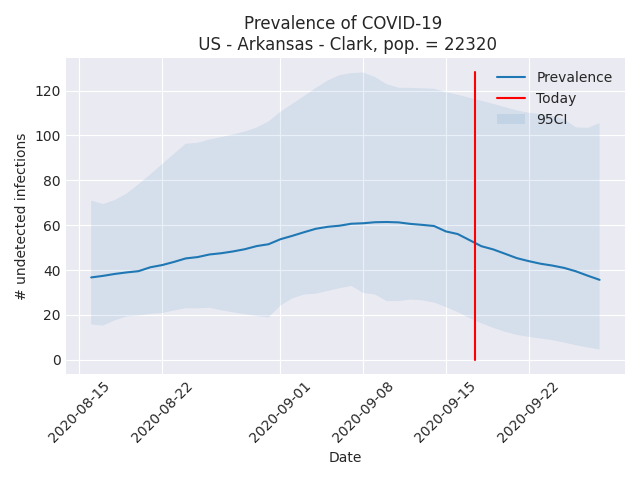 Prevalence of COVID-19
US - Arkansas - Clark, pop. = 22320
Prevalence
Today
95CI
# undetected infections
120
100
80
60
40
20
0
2020-08-15
2020-08-22
2020-09-01
2020-09-08
2020-09-15
2020-09-22
Date